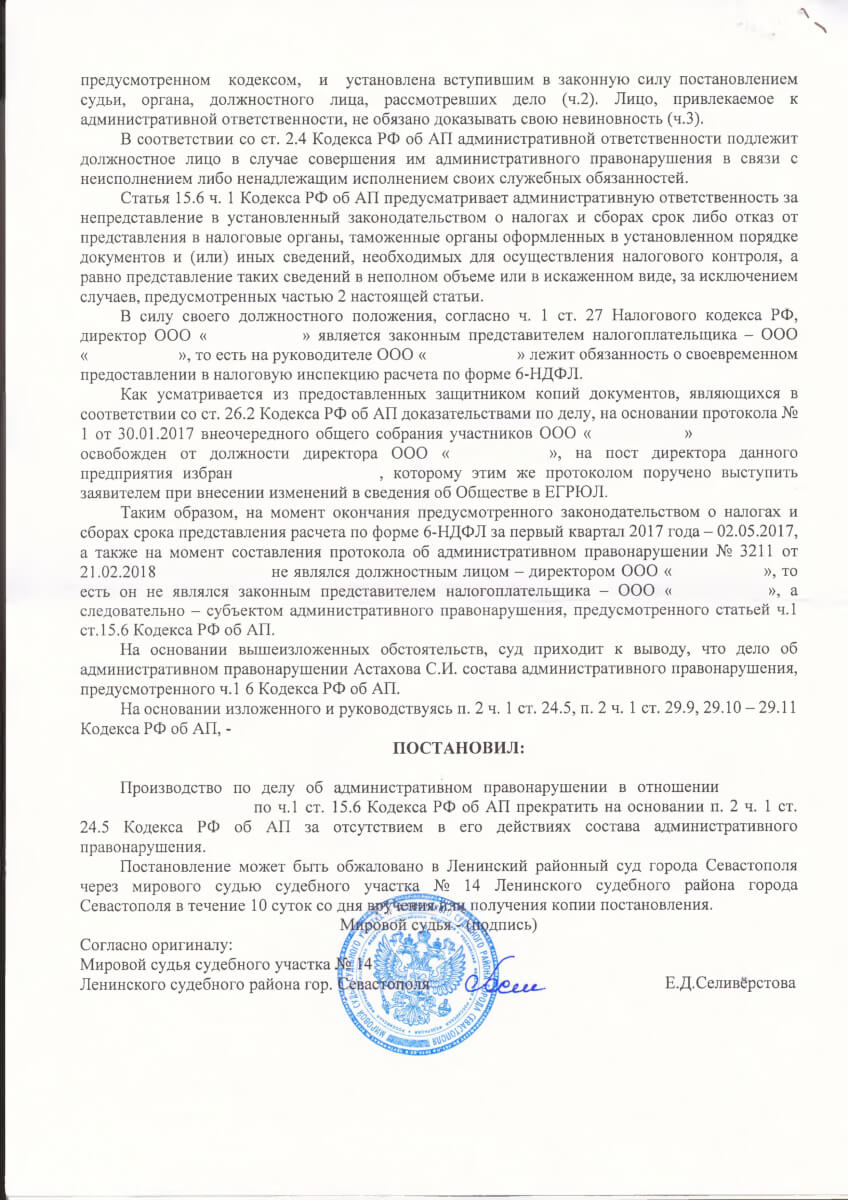 предусмотренном кодексом, и установлена вступившим в законную силу постановлением
судьи, органа, должностного лица, рассмотревших дело (ч.2). Лицо, привлекаемое к
административной ответственности, не обязано доказывать свою невиновность (ч.3).
В соответствии со ст. 2.4 Кодекса РФ об АП административной ответственности подлежит
должностное лицо в случае совершения им административного правонарушения в связи с
неисполнением либо ненадлежащим исполнением своих служебных обязанностей.
Статья 15.6 ч. 1 Кодекса РФ об АП предусматривает административную ответственность за
непредставление в установленный законодательством о налогах и сборах срок либо отказ от
представления в налоговые органы, таможенные органы оформленных в установленном порядке
документов и (или) иных сведений, необходимых для осуществления налогового контроля, а
равно представление таких сведений в неполном объеме или в искаженном виде, за исключением
случаев, предусмотренных частью 2 настоящей статьи.
В силу своего должностного положения, согласно ч. 1 ст. 27 Налогового кодекса РФ,
директор ООО « » является законным представителем налогоплательщика – ООО
« », то есть на руководителе ООО « » лежит обязанность о своевременном
предоставлении в налоговую инспекцию расчета по форме 6-НДФЛ.
Как усматривается из предоставленных защитником копий документов, являющихся в
соответствии со ст. 26.2 Кодекса РФ об АП доказательствами по делу, на основании протокола №
1 от 30.01.2017 внеочередного общего собрания участников ООО « »
освобожден от должности директора ООО « », на пост директора данного
предприятия избран , которому этим же протоколом поручено выступить
заявителем при внесении изменений в сведения об Обществе в ЕГРЮЛ.
Таким образом, на момент окончания предусмотренного законодательством о налогах и
сборах срока представления расчета по форме 6-НДФЛ за первый квартал 2017 года – 02.05.2017,
а также на момент составления протокола об административном правонарушении № 3211 от
21.02.2018 не являлся должностным лицом – директором ООО « », то
есть он не являлся законным представителем налогоплательщика – ООО « », а
следовательно – субъектом административного правонарушения, предусмотренного статьей ч.1
ст.15.6 Кодекса РФ об АП.
На основании вышеизложенных обстоятельств, суд приходит к выводу, что дело об
административном правонарушении Астахова С.И. состава административного правонарушения,
предусмотренного ч.1 6 Кодекса РФ об АП.
На основании изложенного и руководствуясь п. 2 ч. 1 ст. 24.5, п. 2 ч. 1 ст. 29.9, 29.10 – 29.11
Кодекса РФ об АП, -
ПОСТАНОВИЛ:
Производство по делу об административном правонарушении в отношении
по ч.1 ст. 15.6 Кодекса РФ об АП прекратить на основании п. 2 ч. 1 ст.
24.5 Кодекса РФ об АП за отсутствием в его действиях состава административного
правонарушения.
Постановление может быть обжаловано в Ленинский районный суд города Севастополя
через мирового судью судебного участка № 14 Ленинского судебного района города
Севастополя в течение 10 суток со дня вручения или получения копии постановления.
Мировой судья - (подпись)
Согласно оригиналу:
Мировой судья судебного участка № 14
Ленинского судебного района гор. Севастополя Е.Д.Селивёрстова